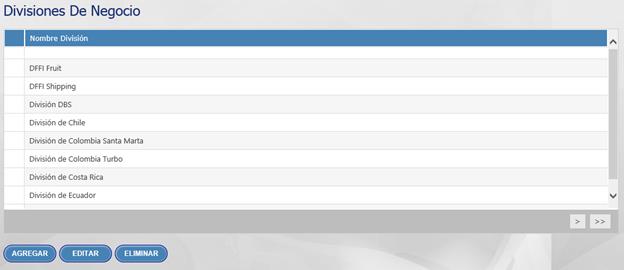 Divisiones De Negocio
Nombre División
DFFI Fruit
DFFI Shipping
División DBS
División de Chile
División de Colombia Santa Marta
División de Colombia Turbo
División de Costa Rica
División de Ecuador
> >>
AGREGAR EDITAR ELIMINAR